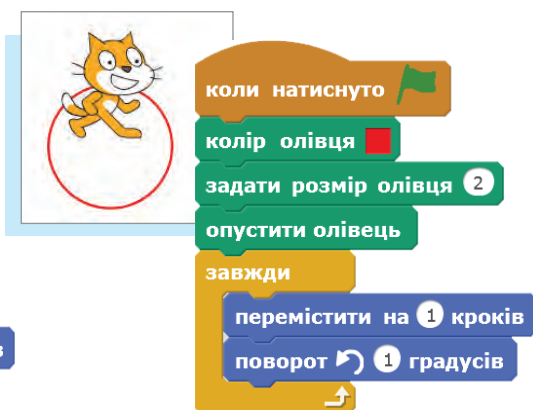 коли натиснуто
колір олівця
задати розмір олівця 2
опустити олівець
завжди
перемістити на 1 кроків
поворот 1 градусів
в